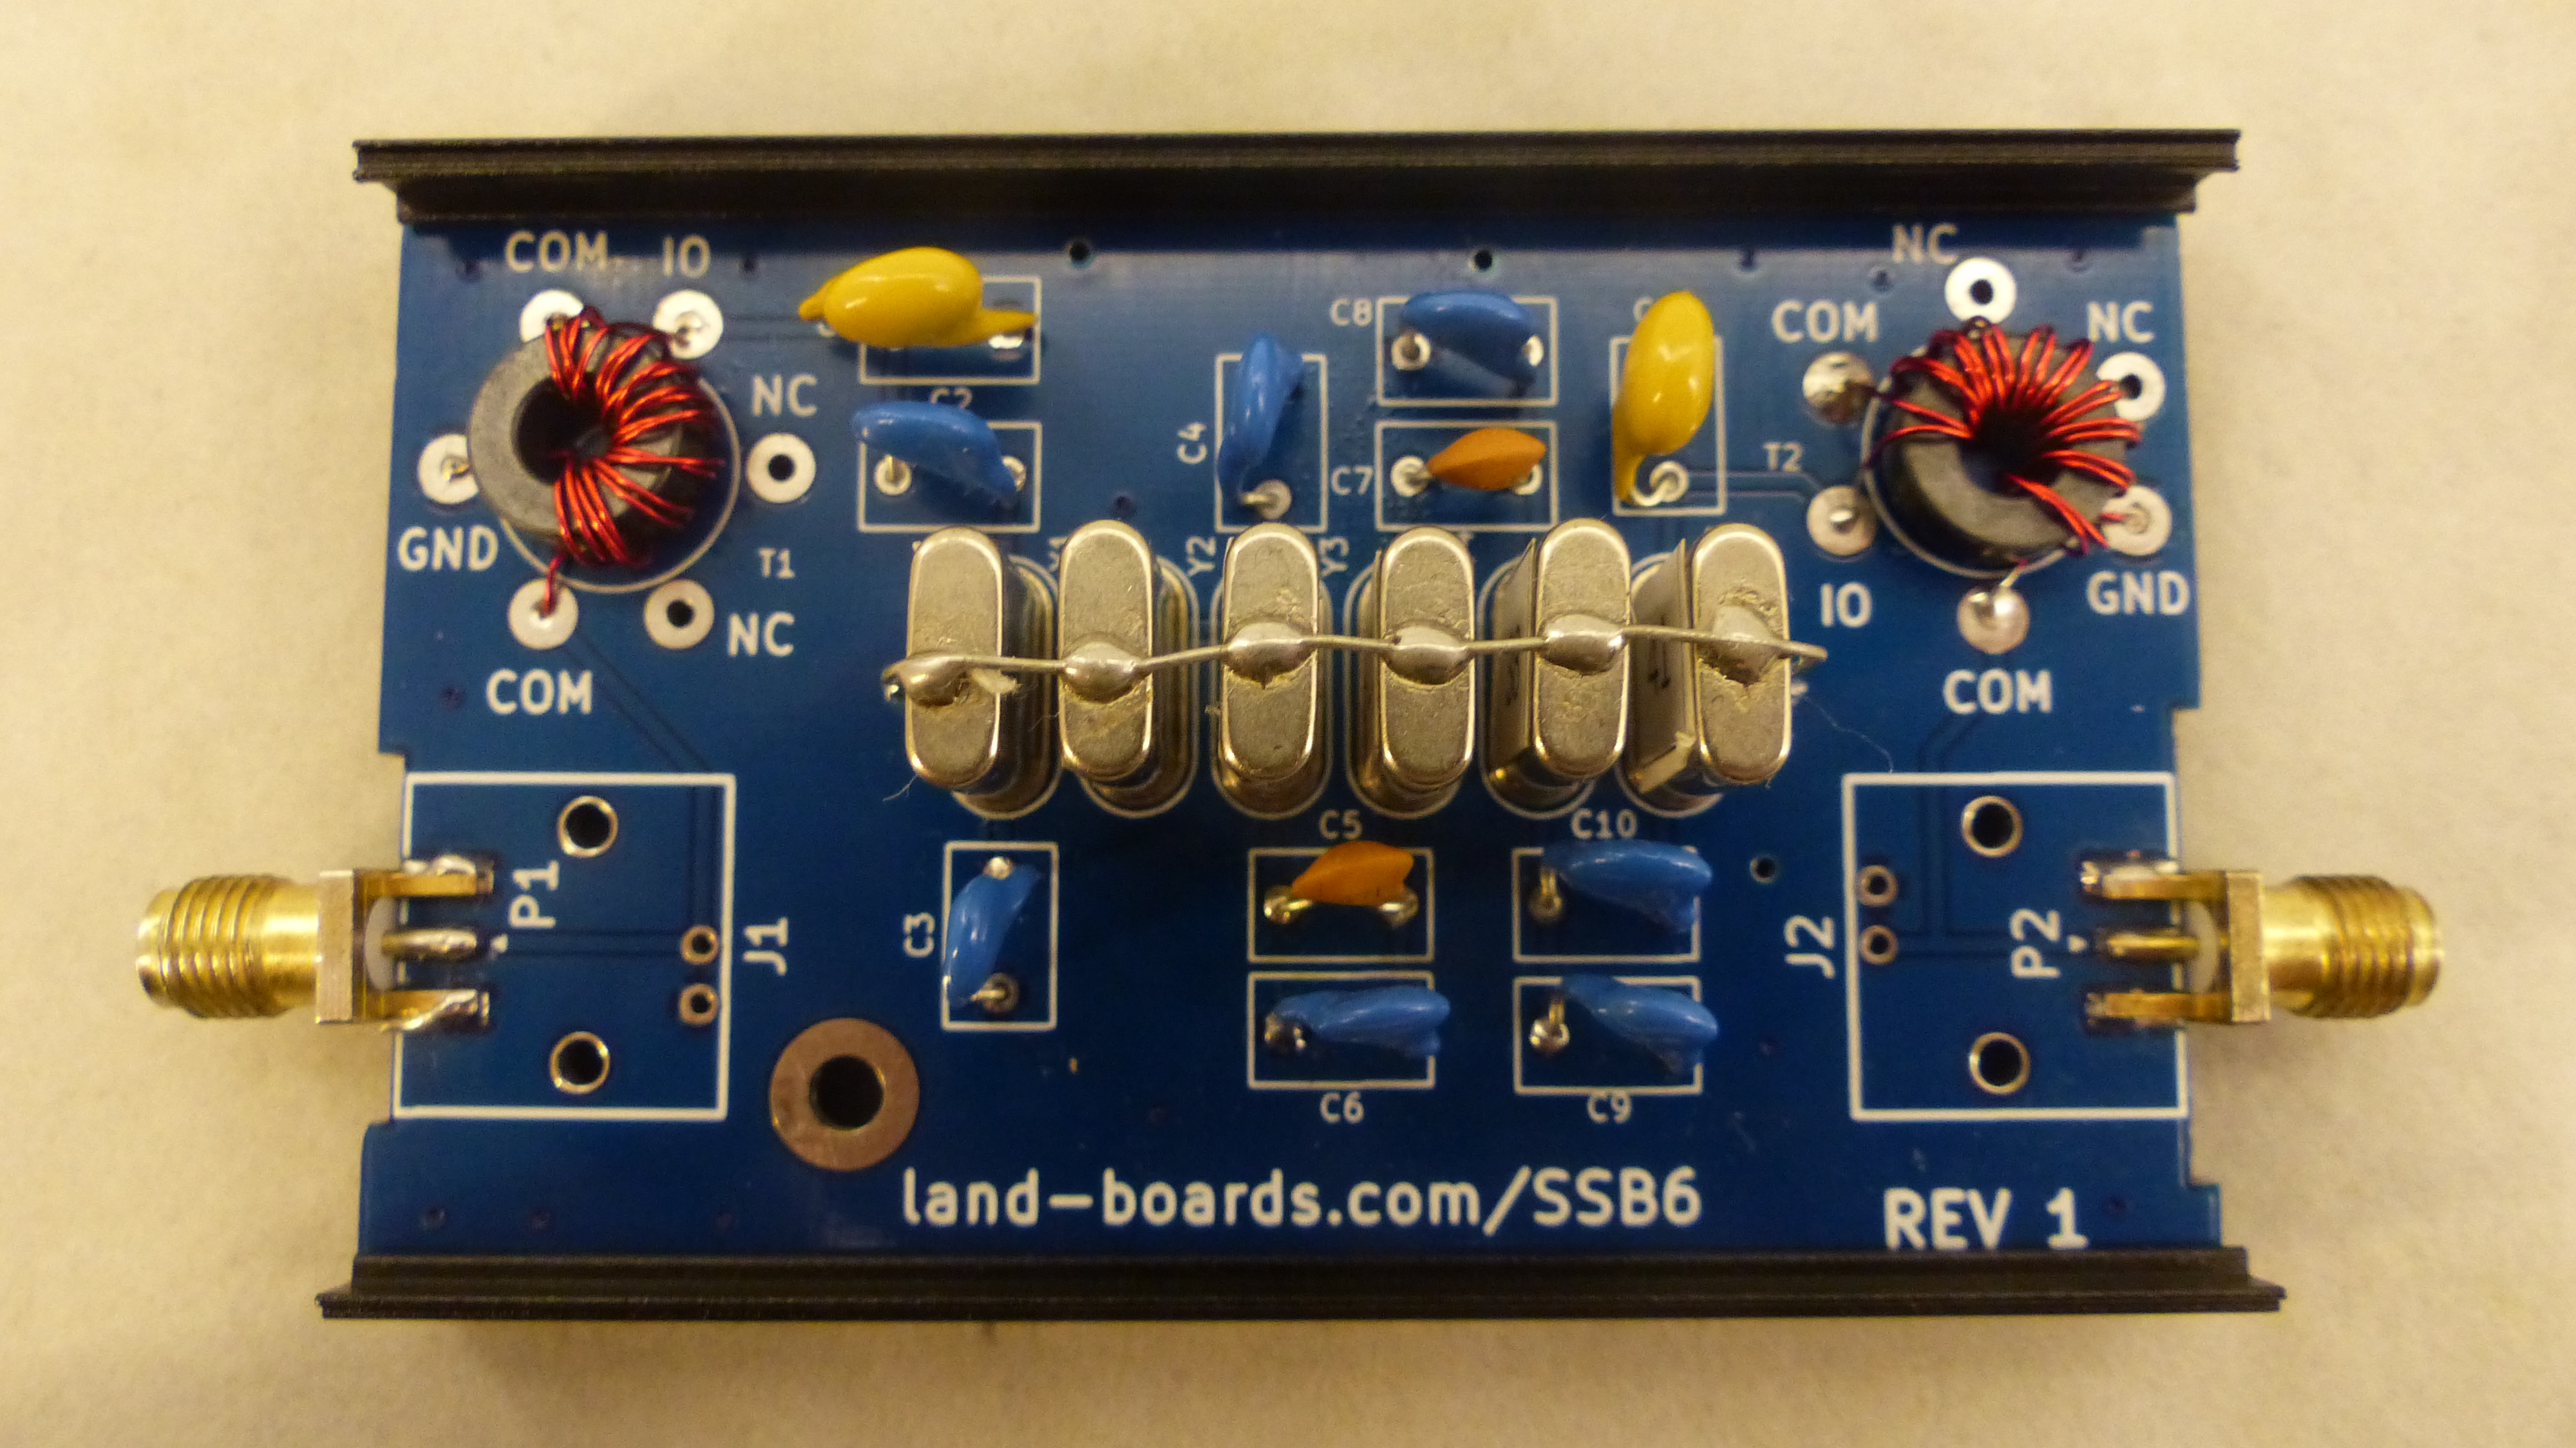 COM IO
NC
COM
NC
C8
C2
NC
C4
C7
T2
GND
T1
Y1
Y2
Y3
IO
GND
NC
COM
COM
C5
C10
P1
C3
J1
J2
P2
C6
C9
land-boards.com/SSB6
REV 1